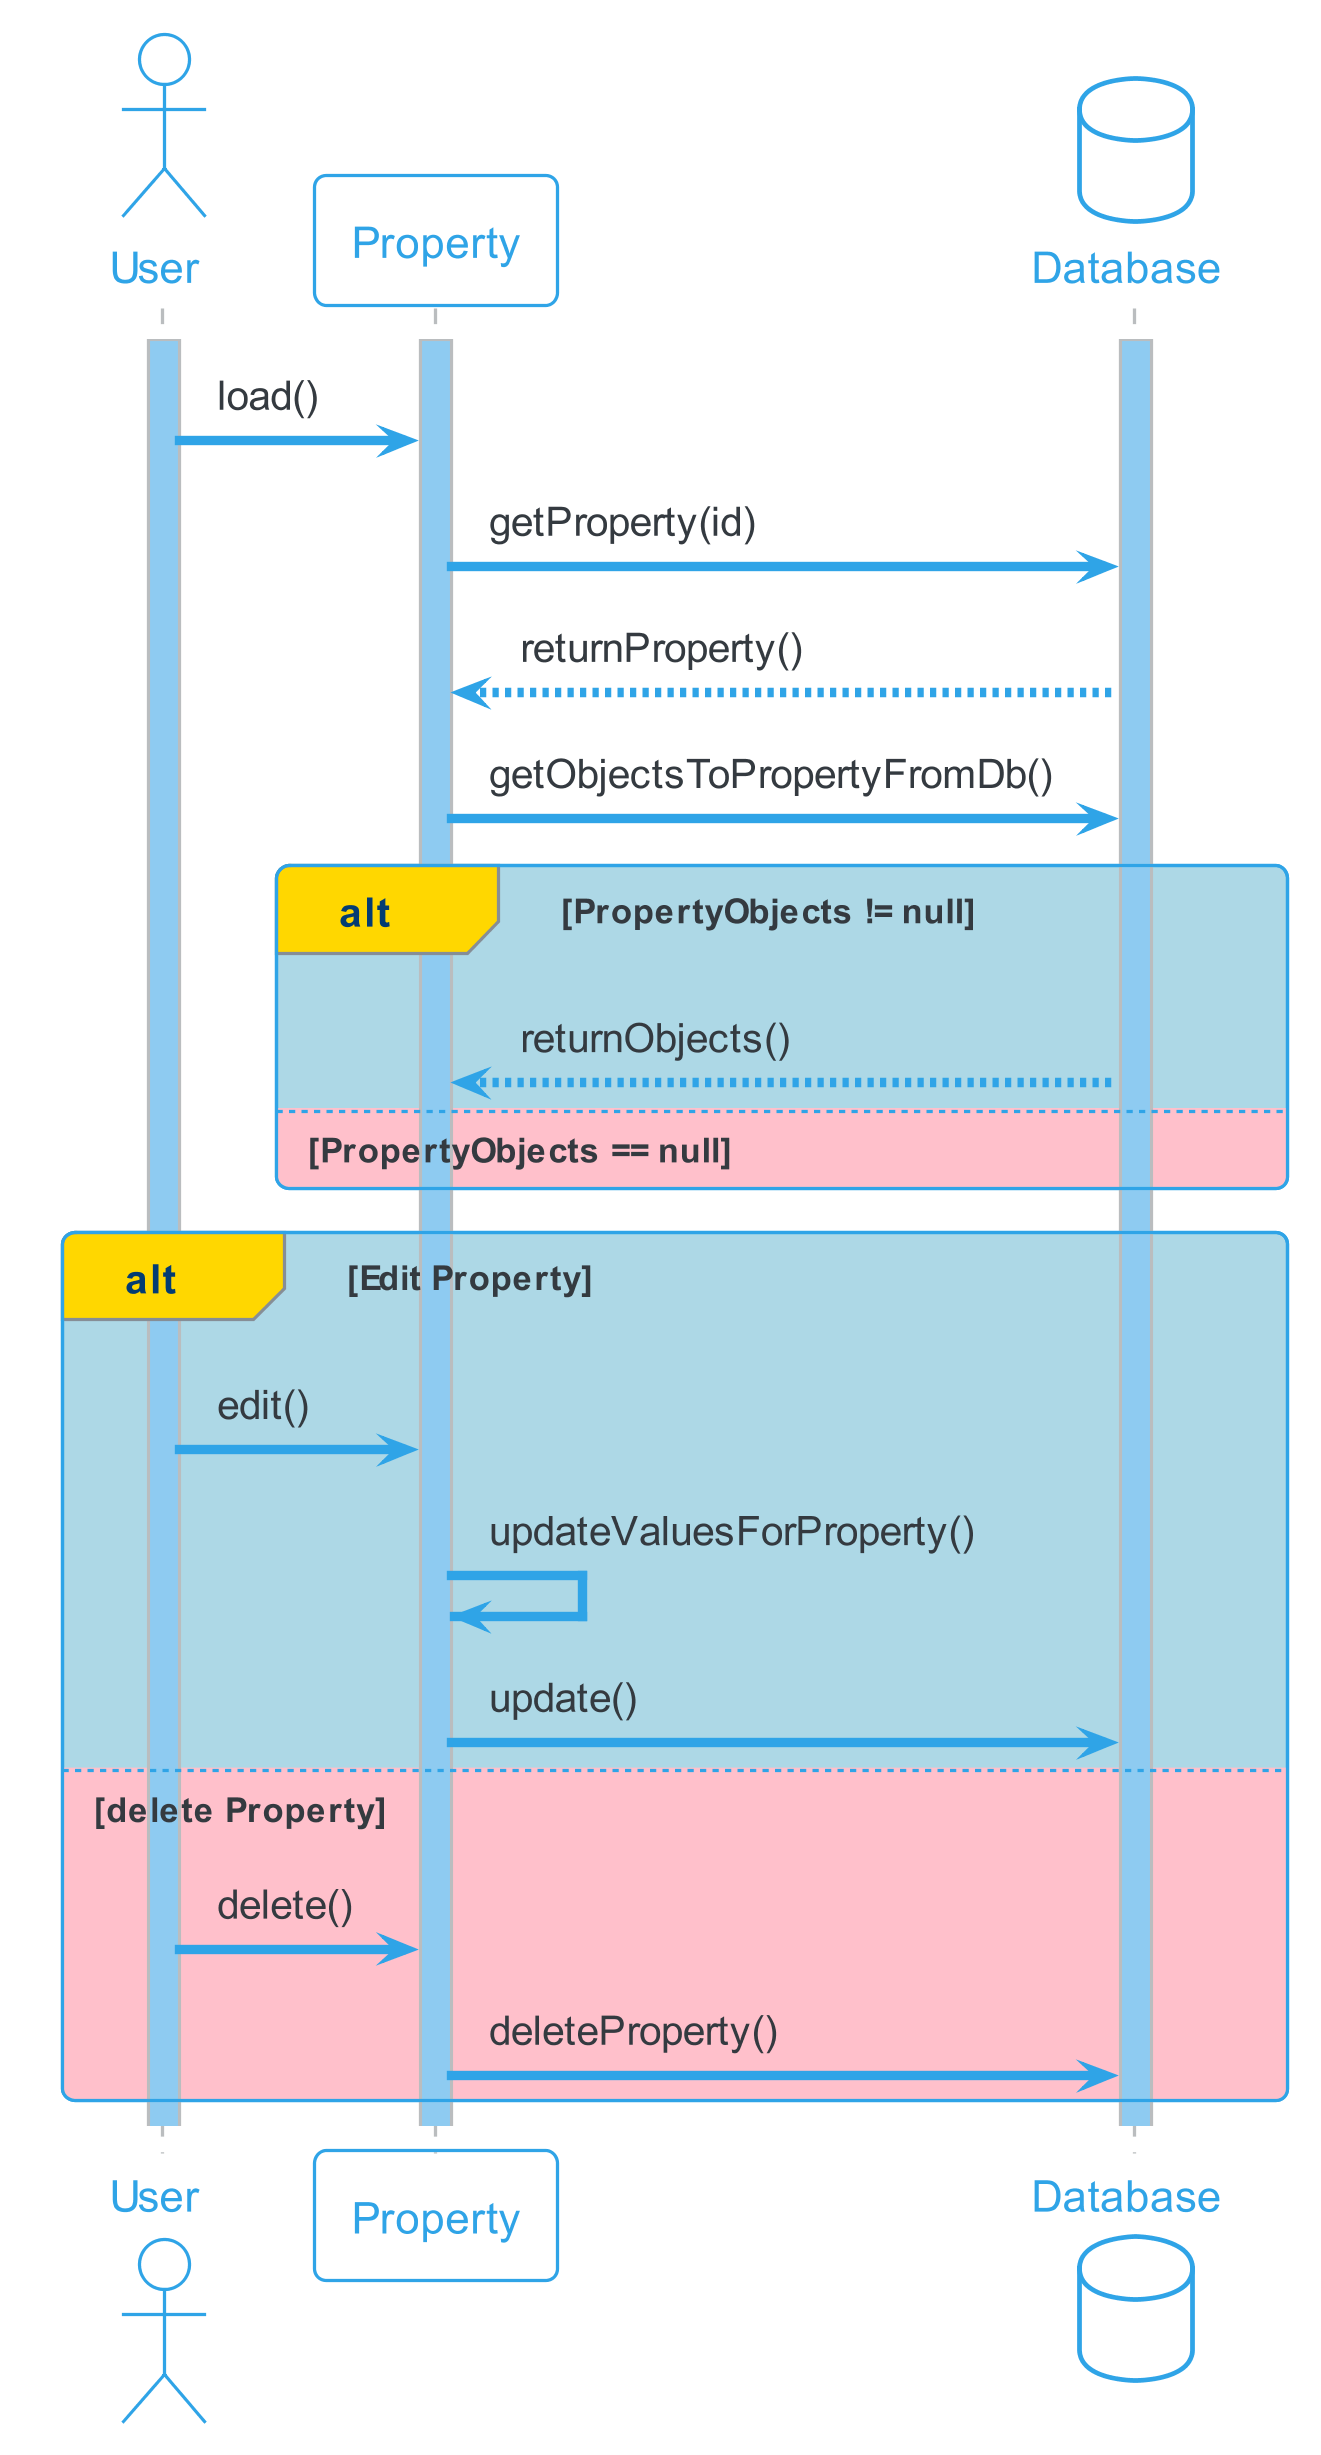 User
Property
Database
load()
getProperty(id)
returnProperty()
getObjectsToPropertyFromDb()
alt
[PropertyObjects != null]
returnObjects()
[PropertyObjects == null]
alt
[Edit Property]
edit()
updateValuesForProperty()
update()
[delete Property]
delete()
deleteProperty()
User
Property
Database